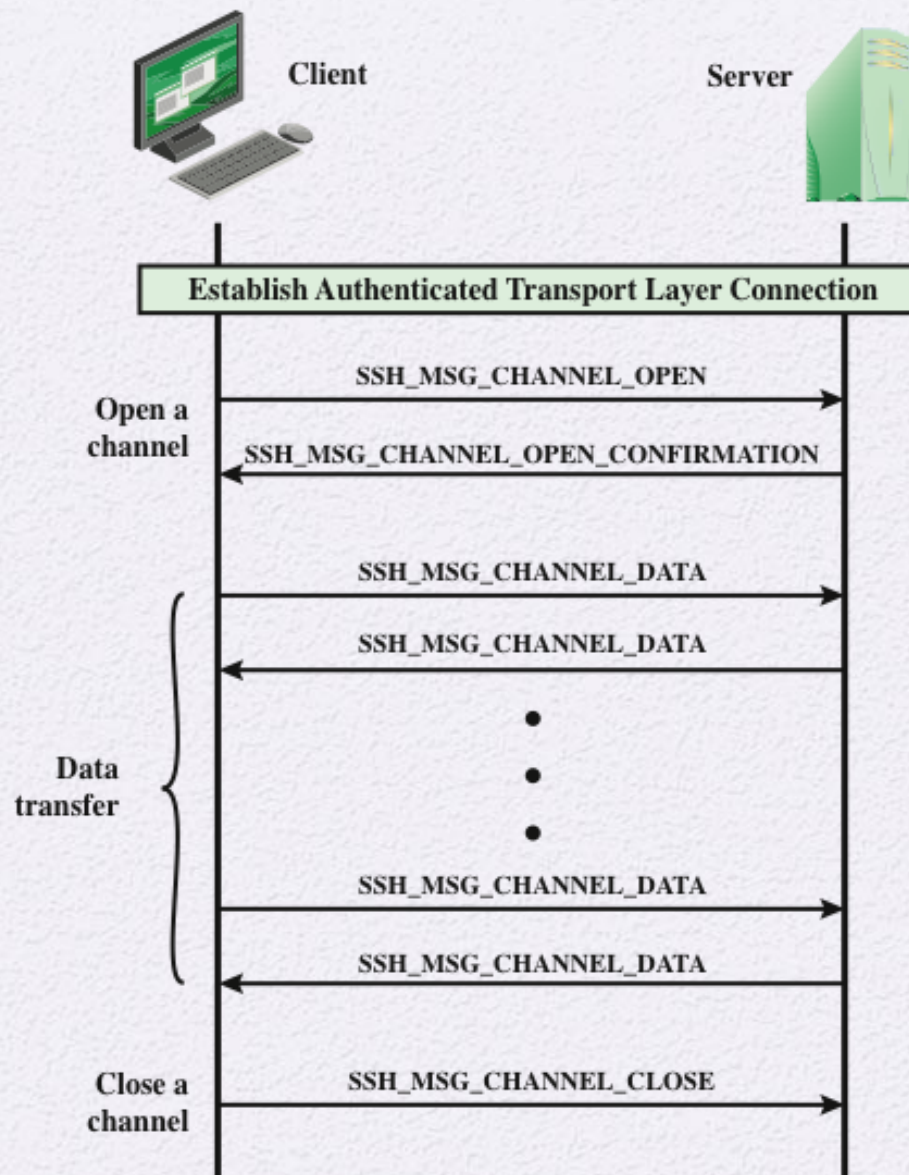 Client
Server
Establish Authenticated Transport Layer Connection
SSH_MSG_CHANNEL_OPEN
Open a
channel
SSH_MSG_CHANNEL_OPEN_CONFIRMATION
SSH_MSG_CHANNEL_DATA
SSH_MSG_CHANNEL_DATA
Data
transfer
SSH_MSG_CHANNEL_DATA
SSH_MSG_CHANNEL_DATA
Close a
channel
SSH_MSG_CHANNEL_CLOSE